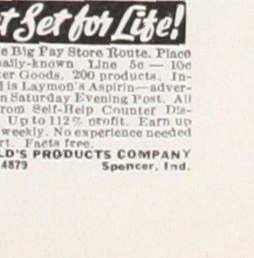 t Set for Life!
e Big Pay Store Route. Place
ally-known Line 5c — 10c
er Goods. 200 products. In-
l is Laymon's Aspirin—adver-
n Saturday Evening Post. All
rom Self-Help Counter Dis-
Up to 112% profit. Earn up
weekly. No experience needed
rt. Facts free.
LD'S PRODUCTS COMPANY
4879 Spencer, Ind.